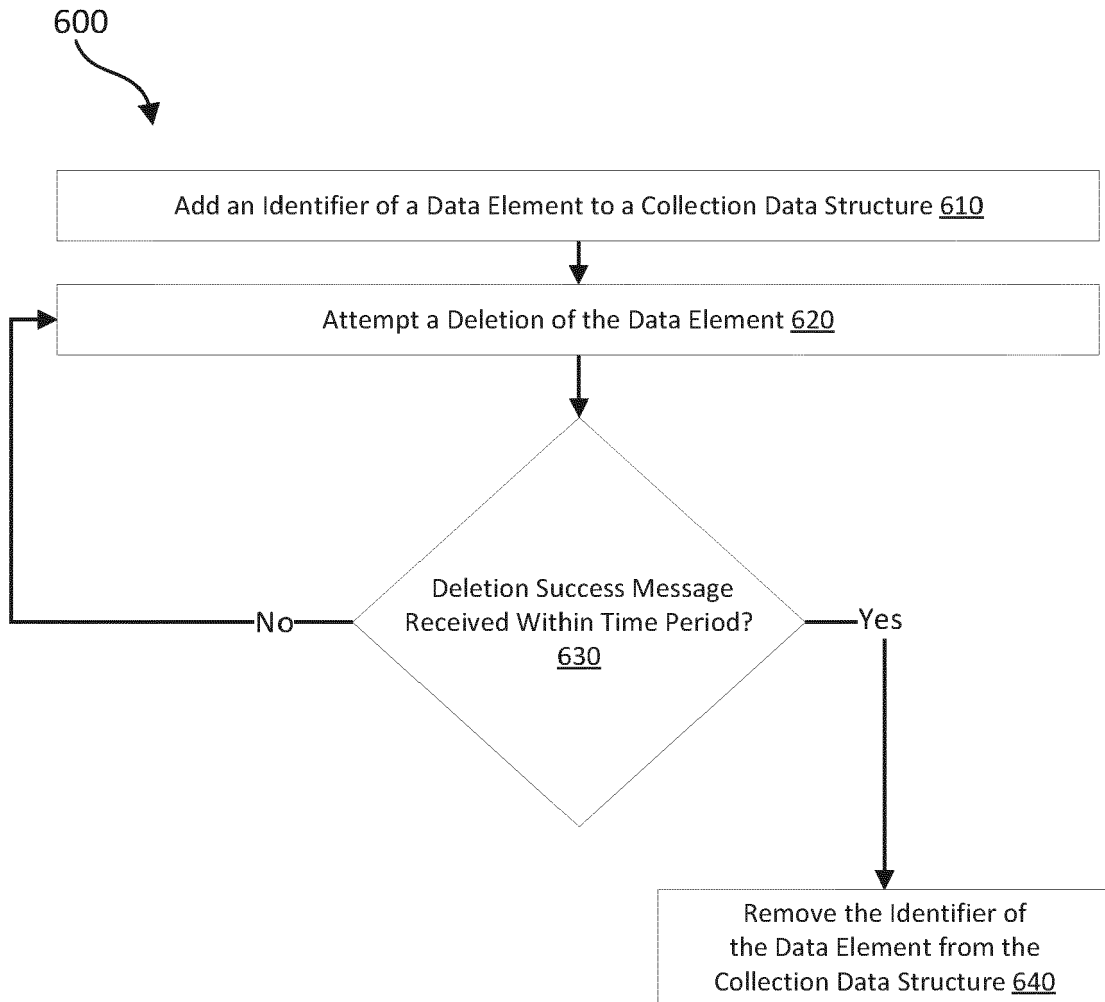 600
Add an Identifier of a Data Element to a Collection Data Structure 610
Attempt a Deletion of the Data Element 620
Deletion Success Message
Received Within Time Period?
630
No
Yes
Remove the Identifier of
the Data Element from the
Collection Data Structure 640